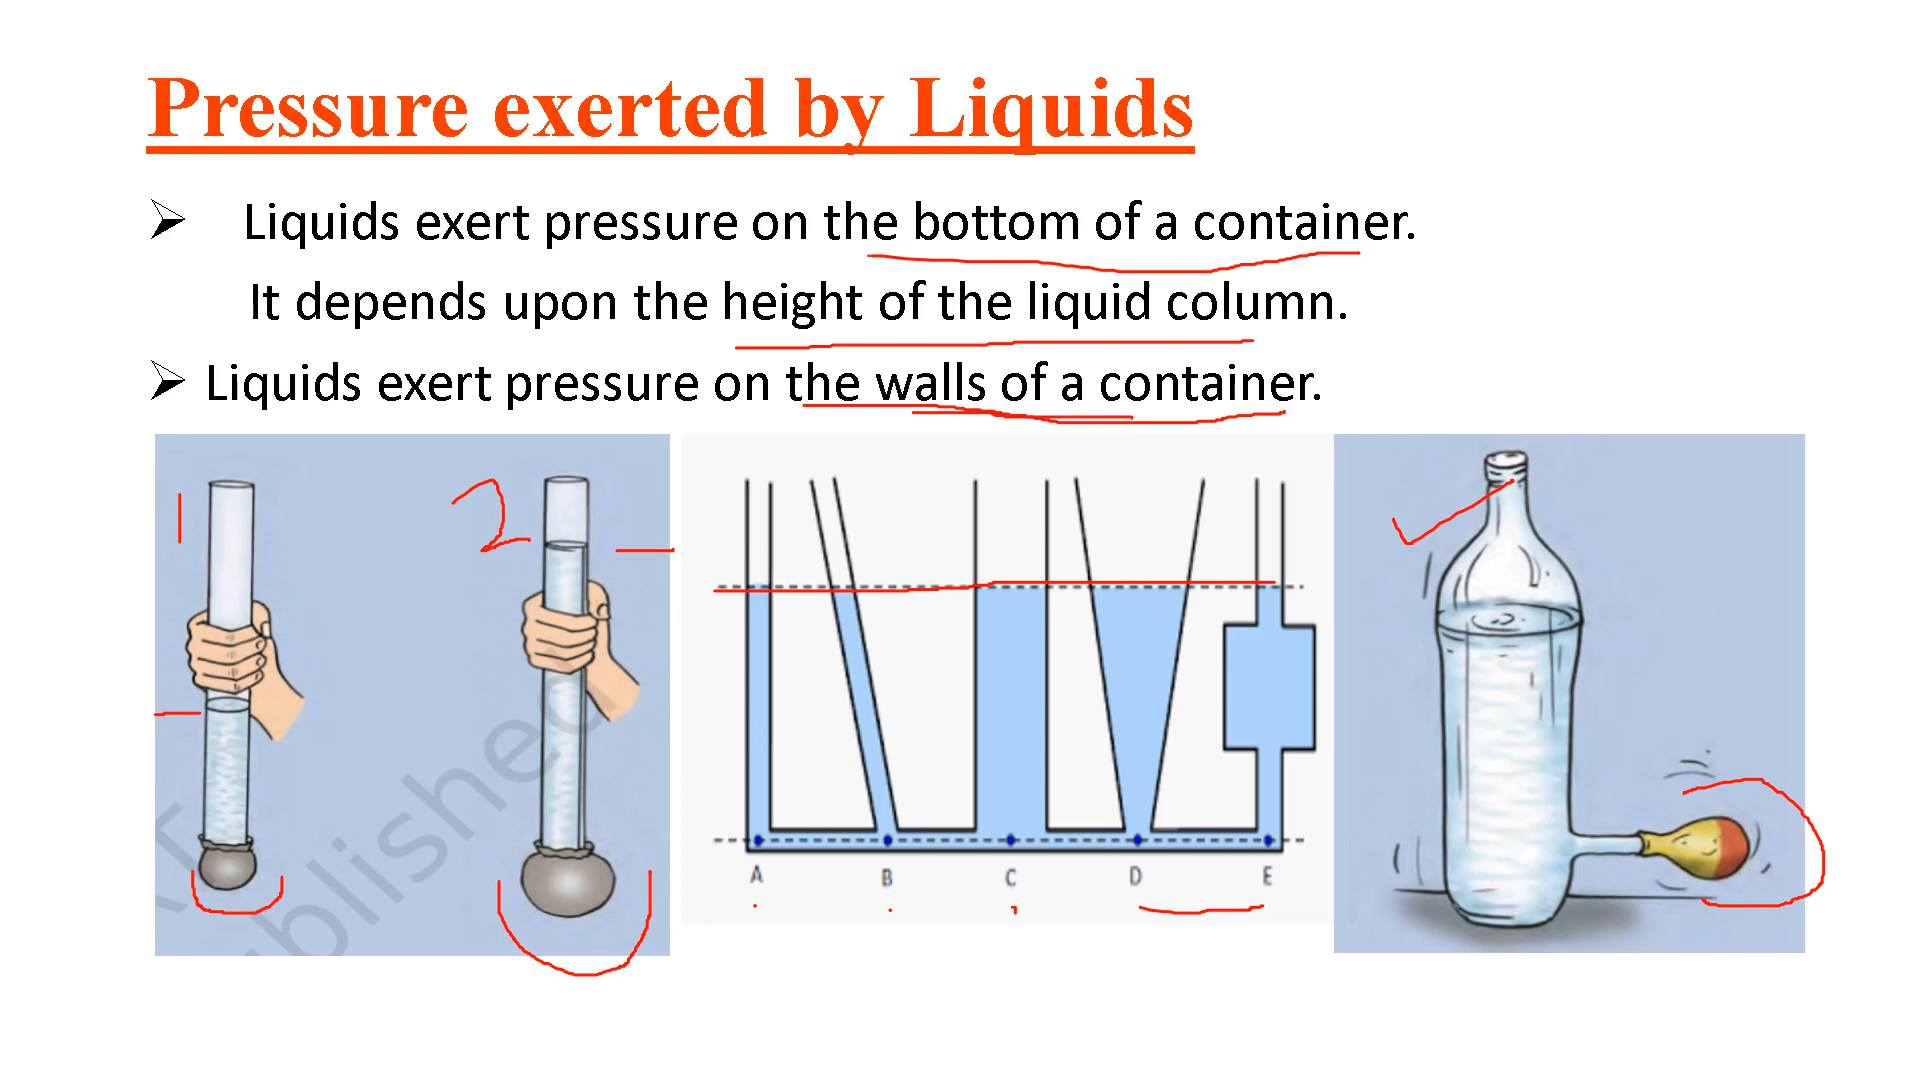 Pressure exerted by Liquids
➢ Liquids exert pressure on the bottom of a container.
It depends upon the height of the liquid column.
➢ Liquids exert pressure on the walls of a container.
1 2
A B C D E